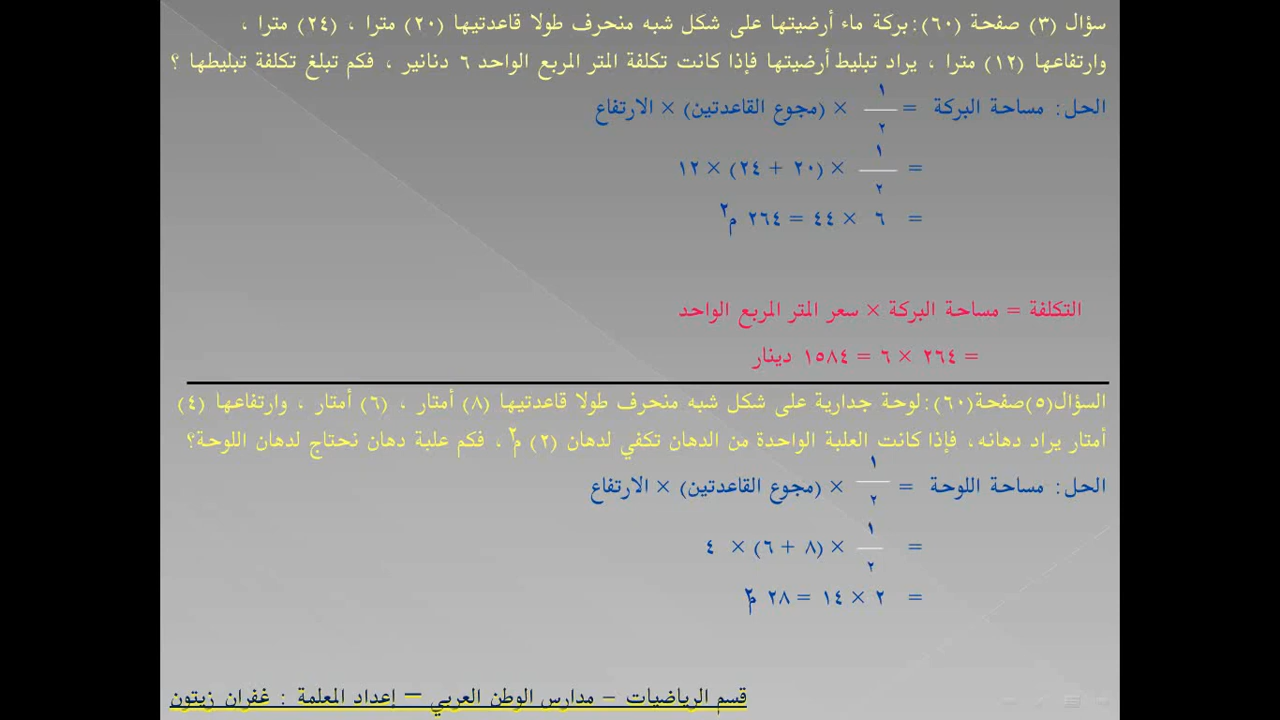 سؤال (٣) صفحة (٦٠): بركة ماء أرضيتها على شكل شبه منحرف طولا قاعدتيها (٢٠) مترا ، (٢٤) مترا ،
وارتفاعها (١٢) مترا ، يراد تبليط أرضيتها فإذا كانت تكلفة المتر المربع الواحد ٦ دنانير ، فكم تبلغ تكلفة تبليطها ؟
الحل: مساحة البركة = ١/٢ × (مجوع القاعدتين) × الارتفاع
= ١/٢ × (٢٠ + ٢٤) × ١٢
= ٦ × ٤٤ = ٢٦٤ م٢
التكلفة = مساحة البركة × سعر المتر المربع الواحد
= ٢٦٤ × ٦ = ١٥٨٤ دينار
السؤال(٥)صفحة(٦٠): لوحة جدارية على شكل شبه منحرف طولا قاعدتيها (٨) أمتار ، (٦) أمتار ، وارتفاعها (٤)
أمتار يراد دهانه، فإذا كانت العلبة الواحدة من الدهان تكفي لدهان (٢) م٢ ، فكم علبة دهان نحتاج لدهان اللوحة؟
الحل: مساحة اللوحة = ١/٢ × (مجوع القاعدتين) × الارتفاع
= ١/٢ × (٨ + ٦) × ٤
= ٢ × ١٤ = ٢٨ م٢
قسم الرياضيات – مدارس الوطن العربي – إعداد المعلمة : غفران زيتون